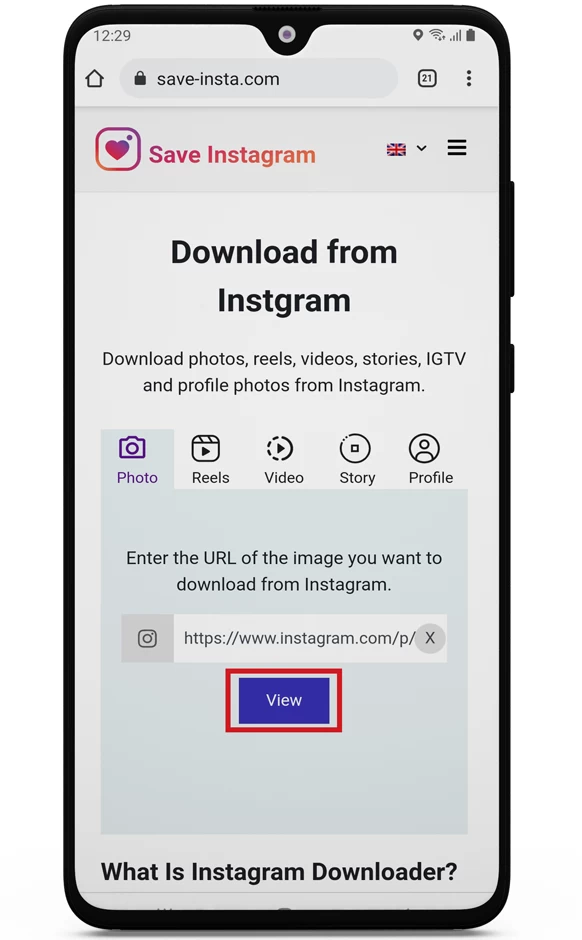 12:29
21
save-insta.com
Save Instagram
Download from
Instgram
Download photos, reels, videos, stories, IGTV
and profile photos from Instagram.
Photo
Reels
Video
Story
Profile
Enter the URL of the image you want to
download from Instagram.
https://www.instagram.com/p/
X
View
What Is Instagram Downloader?